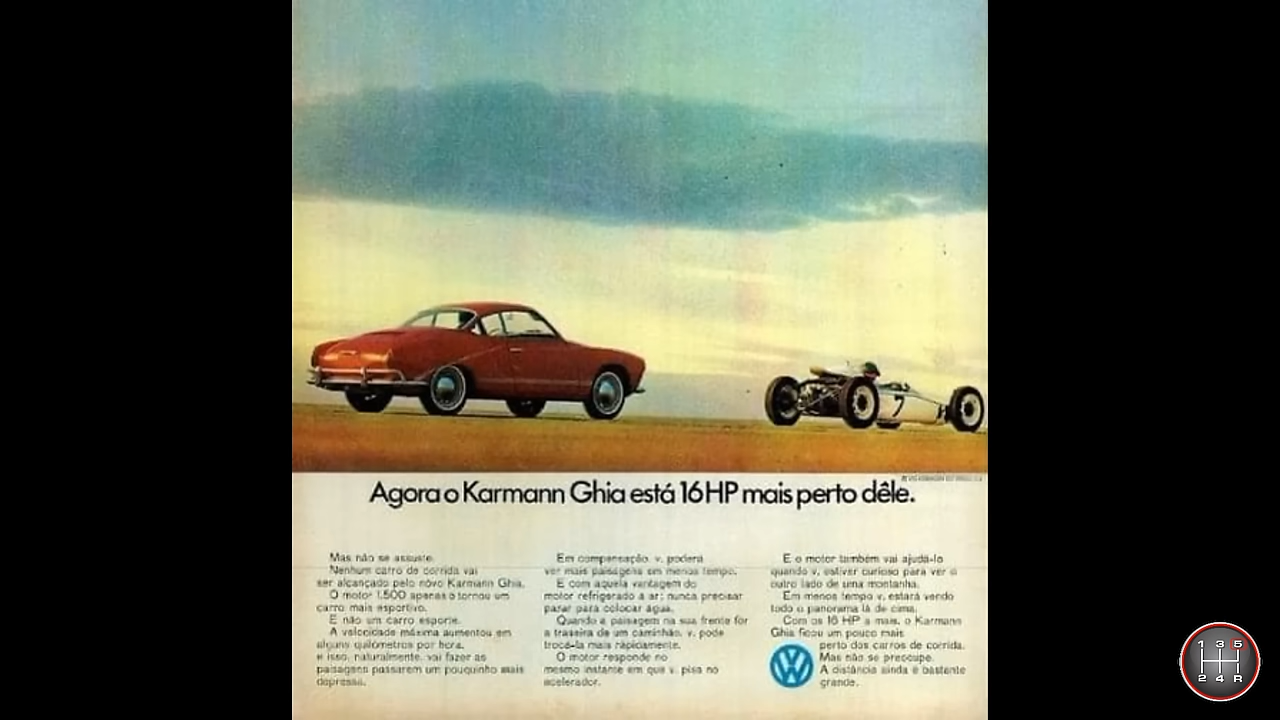 7
© VOLKSWAGEN DO BRASIL S.A.
Agora o Karmann Ghia está 16HP mais perto dêle.
Mas não se assuste.
Nenhum carro de corrida vai
ser alcançado pelo nôvo Karmann Ghia.
O motor 1.500 apenas o tornou um
carro mais esportivo.
E não um carro esporte.
A velocidade máxima aumentou em
alguns quilômetros por hora.
e isso, naturalmente, vai fazer as
paisagens passarem um pouquinho mais
depressa.
Em compensação, v. poderá
ver mais paisagens em menos tempo.
E com aquela vantagem do
motor refrigerado a ar: nunca precisar
parar para colocar água.
Quando a paisagem na sua frente fôr
a traseira de um caminhão, v. pode
trocá-la mais ràpidamente.
O motor responde no
mesmo instante em que v. pisa no
acelerador.
E o motor também vai ajudá-lo
quando v. estiver curioso para ver o
outro lado de uma montanha.
Em menos tempo v. estará vendo
todo o panorama lá de cima.
Com os 16 HP a mais, o Karmann
Ghia ficou um pouco mais
perto dos carros de corrida.
Mas não se preocupe.
A distância ainda é bastante
grande.
VW
1 3 5
2 4 R